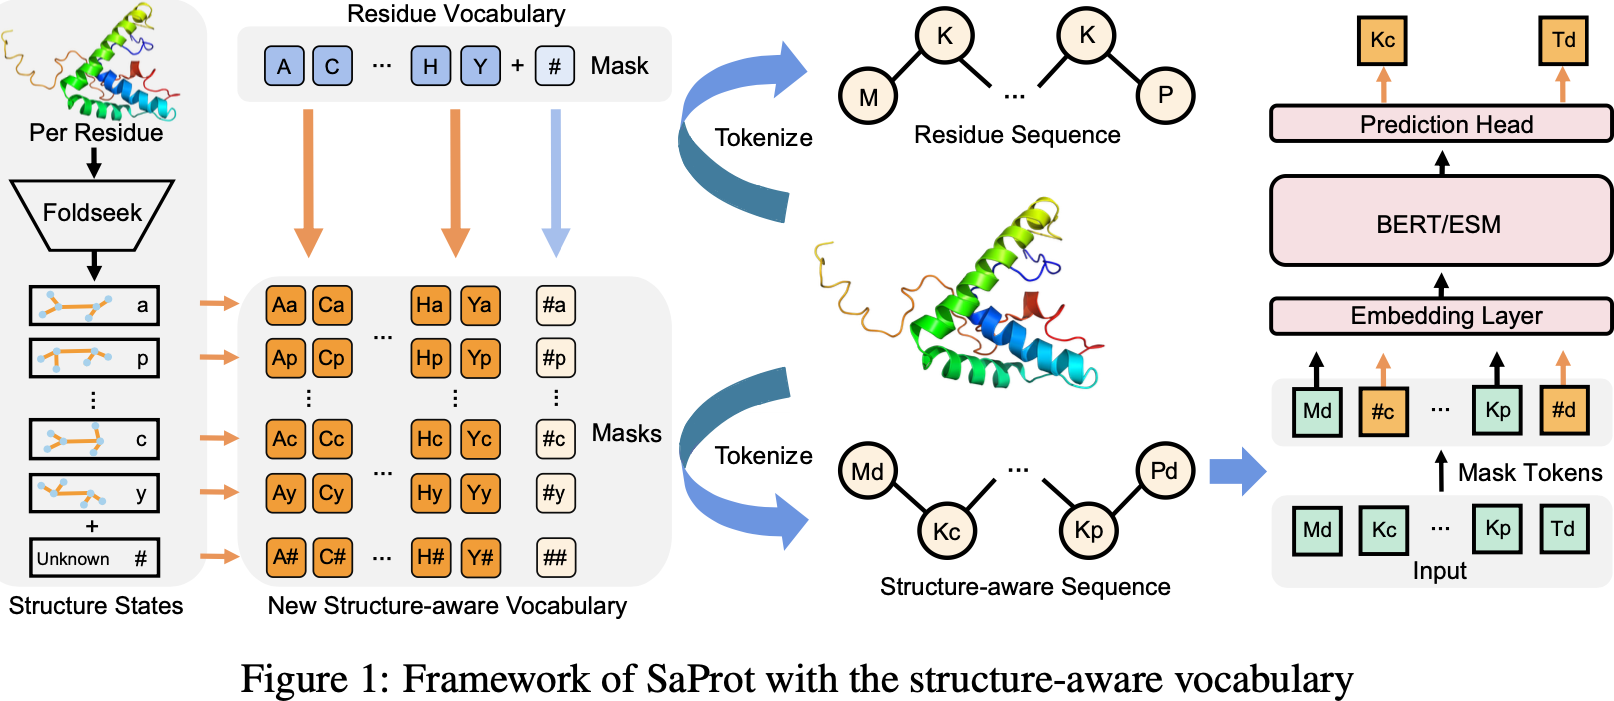 Residue Vocabulary
A C ... H Y + # Mask
Per Residue
Foldseek
a
p
⋮
c
y
+
Unknown #
Structure States
Aa Ca ... Ha Ya #a
Ap Cp Hp Yp #p
⋮ ⋮ ⋮
Ac Cc ... Hc Yc #c Masks
Ay Cy Hy Yy #y
A# C# ... H# Y# ##
New Structure-aware Vocabulary
Tokenize
M K ... K P
Residue Sequence
Tokenize
Md Kc ... Kp Pd
Structure-aware Sequence
Kc Td
Prediction Head
BERT/ESM
Embedding Layer
Md #c ... Kp #d
Mask Tokens
Md Kc ... Kp Td
Input
Figure 1: Framework of SaProt with the structure-aware vocabulary